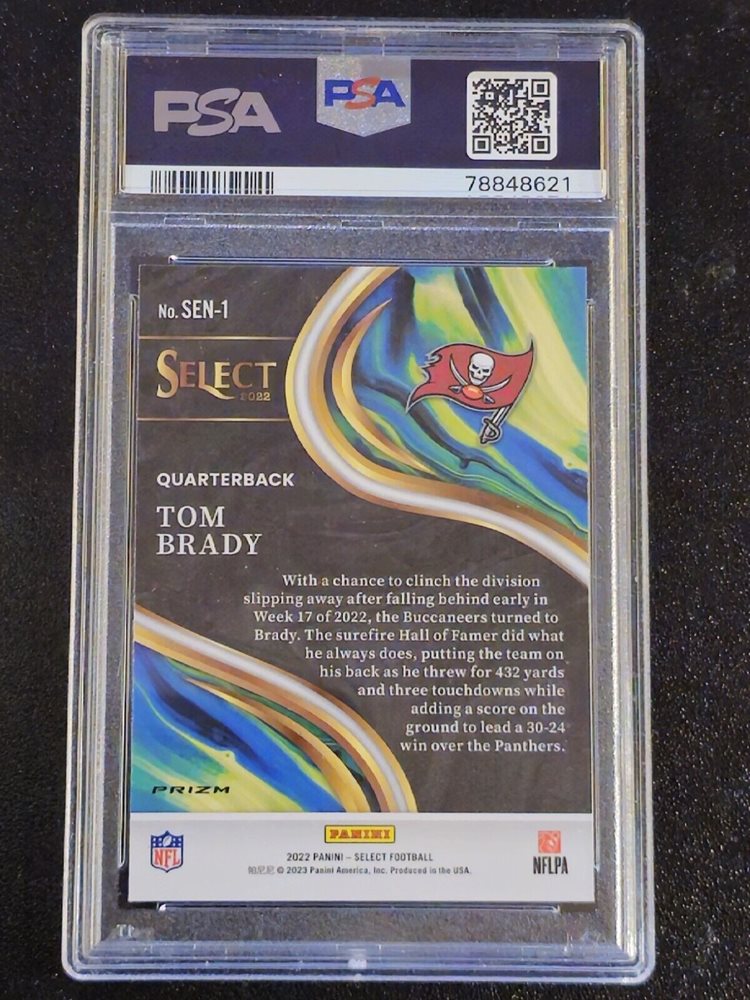 PSA
PSA
78848621
No. SEN-1
SELECT
2022
QUARTERBACK
TOM
BRADY
With a chance to clinch the division
slipping away after falling behind early in
Week 17 of 2022, the Buccaneers turned to
Brady. The surefire Hall of Famer did what
he always does, putting the team on
his back as he threw for 432 yards
and three touchdowns while
adding a score on the
ground to lead a 30-24
win over the Panthers.
PRIZM
NFL
PANINI
2022 PANINI – SELECT FOOTBALL
帕尼尼 © 2023 Panini America, Inc. Produced in the USA.
NFLPA